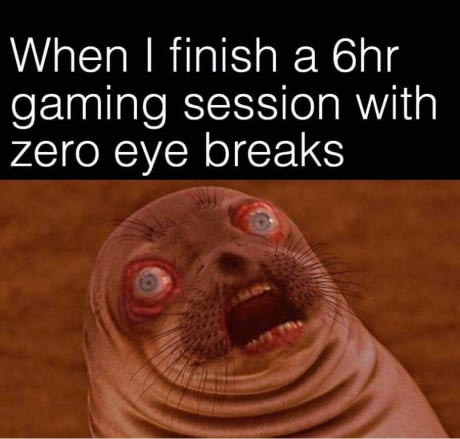 When I finish a 6hr
gaming session with
zero eye breaks